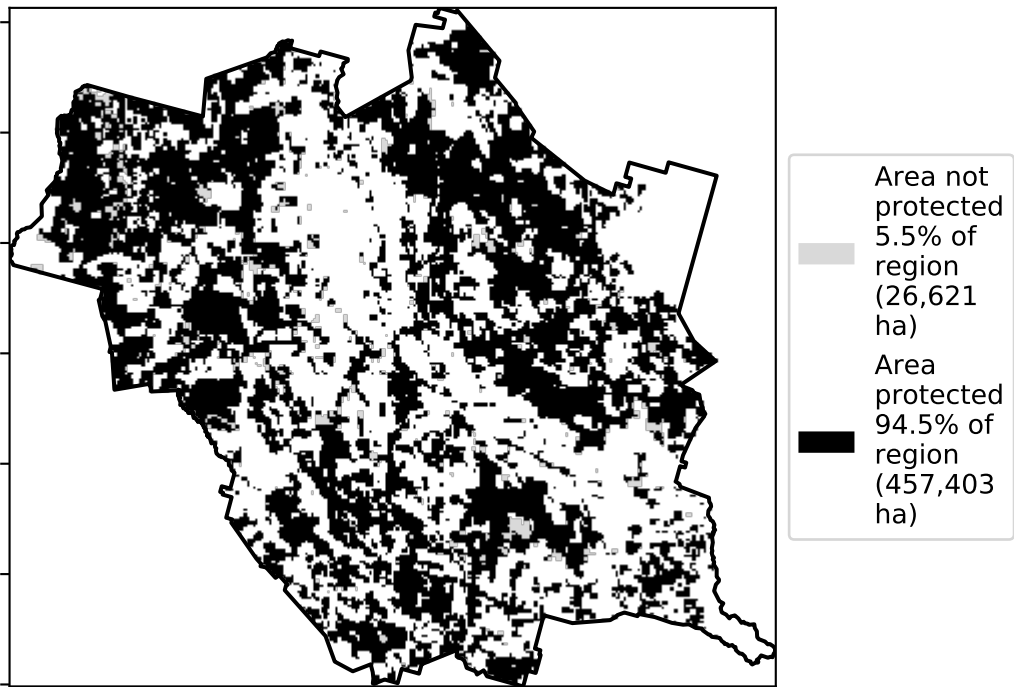 Area not
protected
5.5% of
region
(26,621
ha)
Area
protected
94.5% of
region
(457,403
ha)